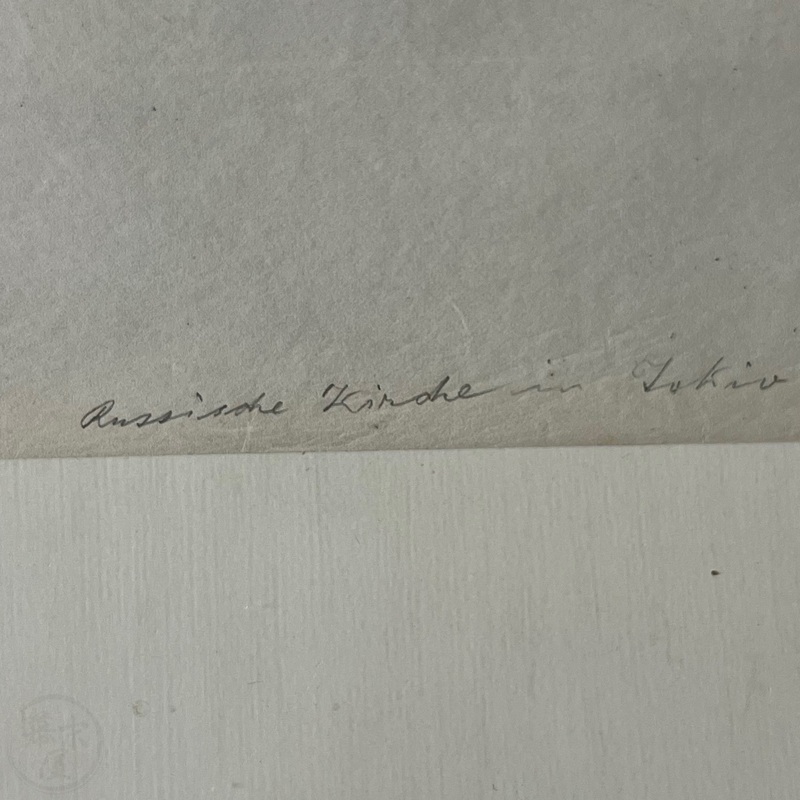 Russische Kirche in Tokio